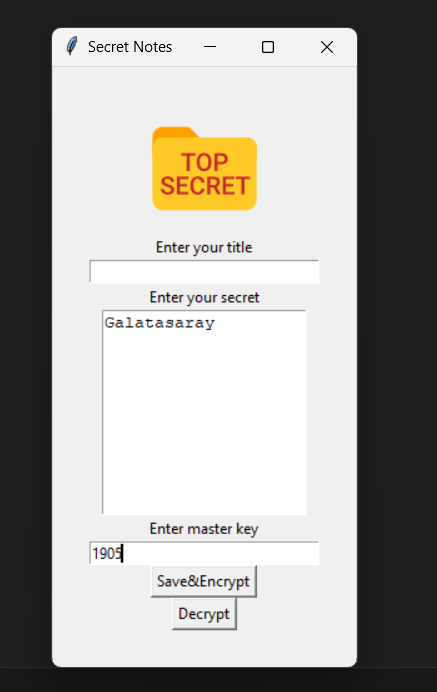 Secret Notes
TOP
SECRET
Enter your title
Enter your secret
Galatasaray
Enter master key
1905
Save&Encrypt
Decrypt